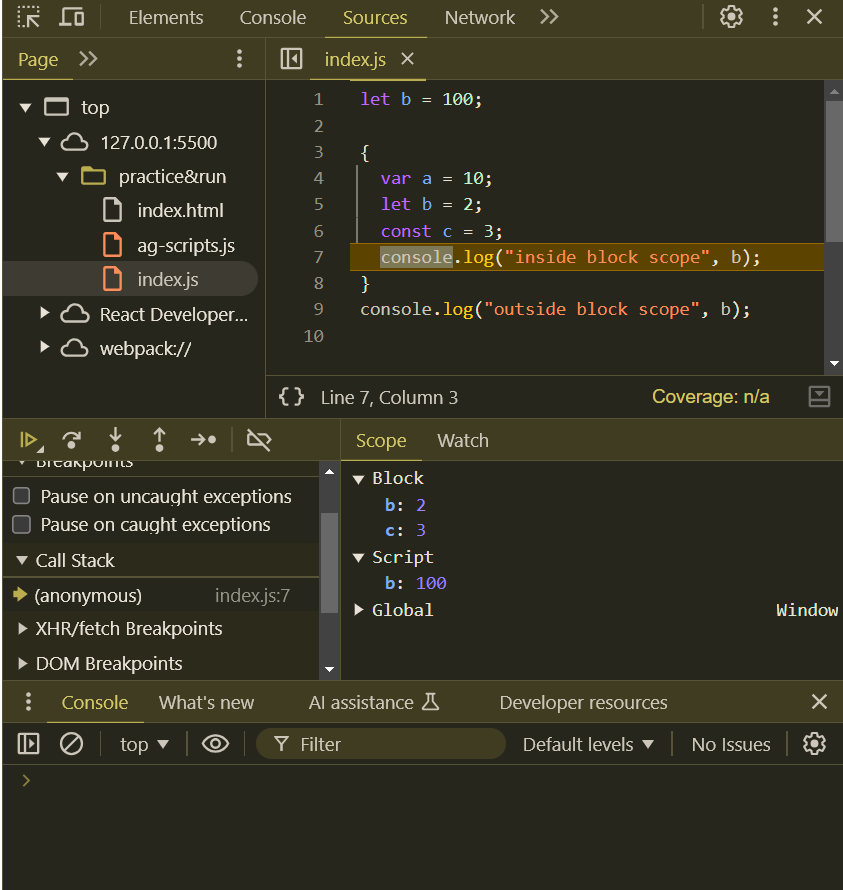 Elements Console Sources Network
Page
index.js
top
127.0.0.1:5500
practice&run
index.html
ag-scripts.js
index.js
React Developer...
webpack://
1 let b = 100;
2
3 {
4 var a = 10;
5 let b = 2;
6 const c = 3;
7 console.log("inside block scope", b);
8 }
9 console.log("outside block scope", b);
10
{ } Line 7, Column 3 Coverage: n/a
Breakpoints
Pause on uncaught exceptions
Pause on caught exceptions
Call Stack
(anonymous) index.js:7
XHR/fetch Breakpoints
DOM Breakpoints
Scope Watch
Block
b: 2
c: 3
Script
b: 100
Global Window
Console What's new AI assistance Developer resources
top Filter Default levels No Issues